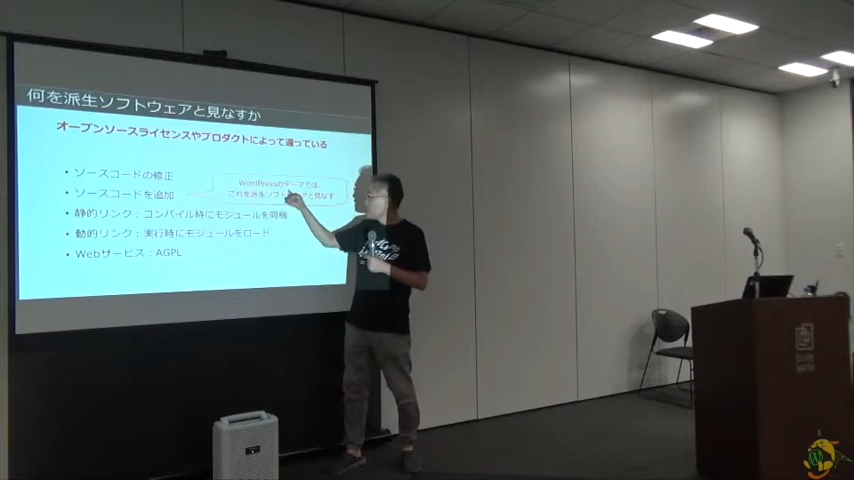 何を派生ソフトウェアと見なすか
オープンソースライセンスやプロダクトによって違っている
・ソースコードの修正
・ソースコードを追加
WordPressのテーマでは、
これを派生ソフトウェアと見なす
・静的リンク：コンパイル時にモジュールを同梱
・動的リンク：実行時にモジュールをロード
・Webサービス：AGPL